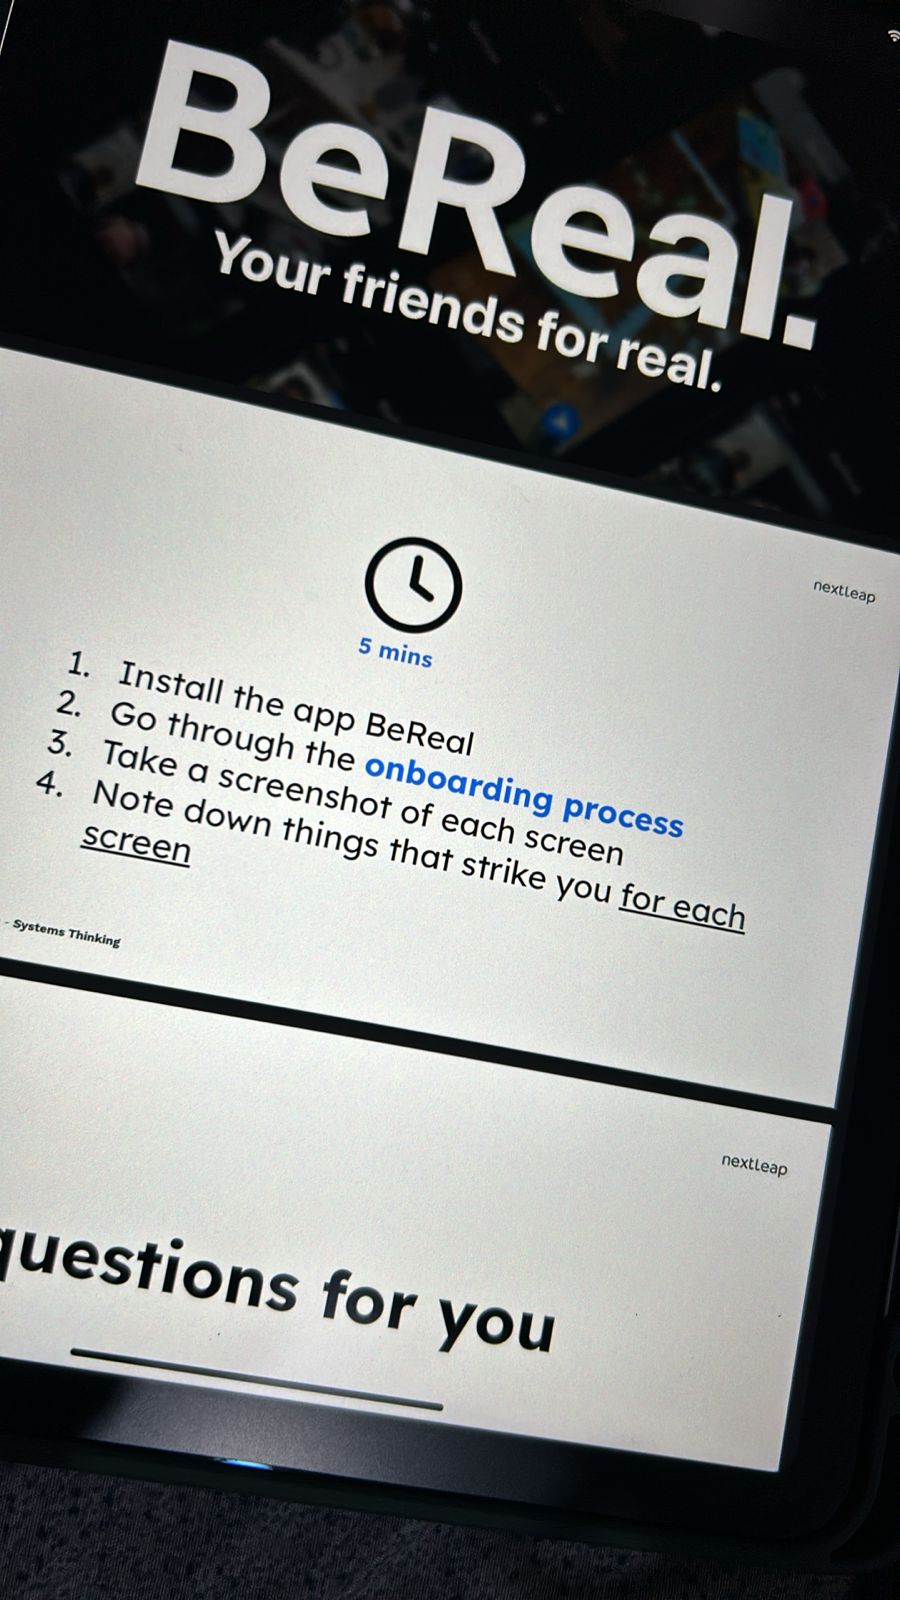 BeReal.
Your friends for real.
nextleap
5 mins
1. Install the app BeReal
2. Go through the onboarding process
3. Take a screenshot of each screen
4. Note down things that strike you for each
screen
- Systems Thinking
nextleap
questions for you